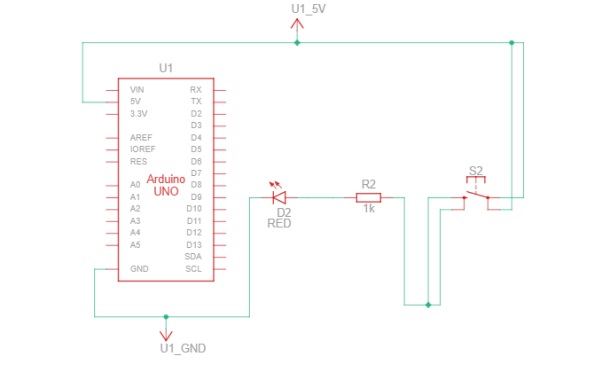 U1_5V
U1
VIN RX
5V TX
3.3V D2
D3
AREF D4
IOREF D5
RES D6
D7
A0 Arduino D8
A1 UNO D9
A2 D10
A3 D11
A4 D12
A5 D13
SDA
GND SCL
D2
RED
R2
1k
S2
U1_GND